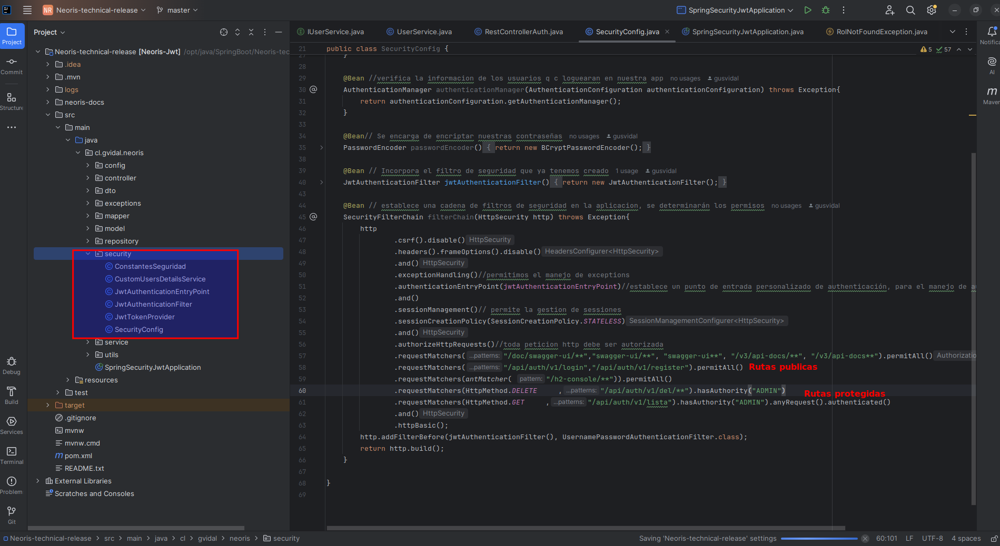 NR Neoris-technical-release master SpringSecurityJwtApplication
Project
Project
Commit
Structure
Debug
Build
Services
Terminal
Problem
Git
Neoris-technical-release [Neoris-Jwt] /opt/java/SpringBoot/Neoris-tec
.idea
.mvn
logs
neoris-docs
src
main
java
cl.gvidal.neoris
config
controller
dto
exceptions
mapper
model
repository
security
ConstantesSeguridad
CustomUsersDetailsService
JwtAuthenticationEntryPoint
JwtAuthenticationFilter
JwtTokenProvider
SecurityConfig
service
utils
SpringSecurityJwtApplication
resources
test
target
.gitignore
mvnw
mvnw.cmd
pom.xml
README.txt
External Libraries
Scratches and Consoles
IUserService.java UserService.java RestControllerAuth.java SecurityConfig.java SpringSecurityJwtApplication.java RolNotFoundException.java
21 public class SecurityConfig { 5 57
27 }
28
29 @Bean //verifica la informacion de los usuarios q c loguearan en nuestra app no usages gusvidal
30 AuthenticationManager authenticationManager(AuthenticationConfiguration authenticationConfiguration) throws Exception{
31 return authenticationConfiguration.getAuthenticationManager();
32 }
33
34 @Bean// Se encarga de encriptar nuestras contraseñas no usages gusvidal
35 PasswordEncoder passwordEncoder() { return new BCryptPasswordEncoder(); }
38
39 @Bean // Incorpora el filtro de seguridad que ya tenemos creado 1 usage gusvidal
40 JwtAuthenticationFilter jwtAuthenticationFilter() { return new JwtAuthenticationFilter(); }
43
44 @Bean // establece una cadena de filtros de seguridad en la aplicacion, se determinarán los permisos no usages gusvidal
45 SecurityFilterChain filterChain(HttpSecurity http) throws Exception{
46 http
47 .csrf().disable() HttpSecurity
48 .headers().frameOptions().disable() HeadersConfigurer<HttpSecurity>
49 .and() HttpSecurity
50 .exceptionHandling()//permitimos el manejo de exceptions
51 .authenticationEntryPoint(jwtAuthenticationEntryPoint)//establece un punto de entrada personalizado de autenticación, para el manejo de au
52 .and()
53 .sessionManagement()// permite la gestion de sessiones
54 .sessionCreationPolicy(SessionCreationPolicy.STATELESS) SessionManagementConfigurer<HttpSecurity>
55 .and() HttpSecurity
56 .authorizeHttpRequests()//toda peticion http debe ser autorizada
57 .requestMatchers( ...patterns: "/doc/swagger-ui/**","swagger-ui/**", "swagger-ui**", "/v3/api-docs/**", "/v3/api-docs**").permitAll() Authorizatio
58 .requestMatchers( ...patterns: "/api/auth/v1/login","/api/auth/v1/register").permitAll() Rutas publicas
59 .requestMatchers(antMatcher( pattern: "/h2-console/**")).permitAll()
60 .requestMatchers(HttpMethod.DELETE , ...patterns: "/api/auth/v1/del/**").hasAuthority("ADMIN") Rutas protegidas
61 .requestMatchers(HttpMethod.GET , ...patterns: "/api/auth/v1/lista").hasAuthority("ADMIN").anyRequest().authenticated()
62 .and() HttpSecurity
63 .httpBasic();
64 http.addFilterBefore(jwtAuthenticationFilter(), UsernamePasswordAuthenticationFilter.class);
65 return http.build();
66 }
67
68 }
69
Notifica
AI
m
Maven
Neoris-technical-release > src > main > java > cl > gvidal > neoris > security Saving 'Neoris-technical-release' settings 60:101 LF UTF-8 4 spaces